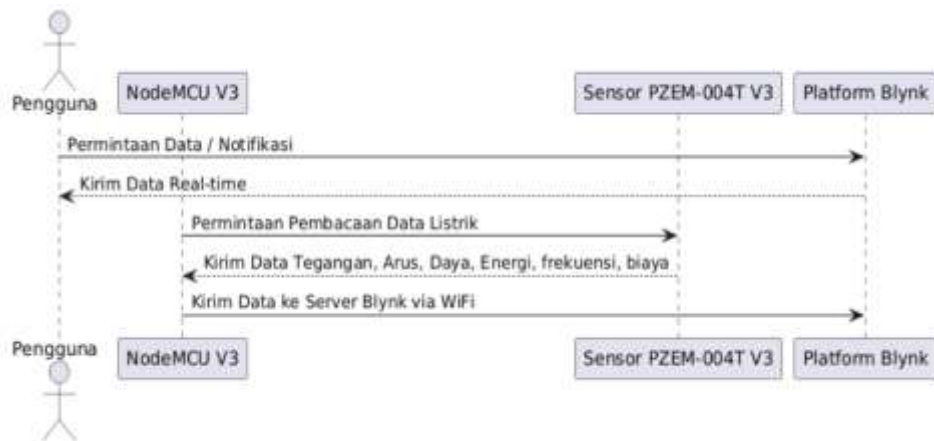 Pengguna
NodeMCU V3
Sensor PZEM-004T V3
Platform Blynk
Permintaan Data / Notifikasi
Kirim Data Real-time
Permintaan Pembacaan Data Listrik
Kirim Data Tegangan, Arus, Daya, Energi, frekuensi, biaya
Kirim Data ke Server Blynk via WiFi
Pengguna
NodeMCU V3
Sensor PZEM-004T V3
Platform Blynk